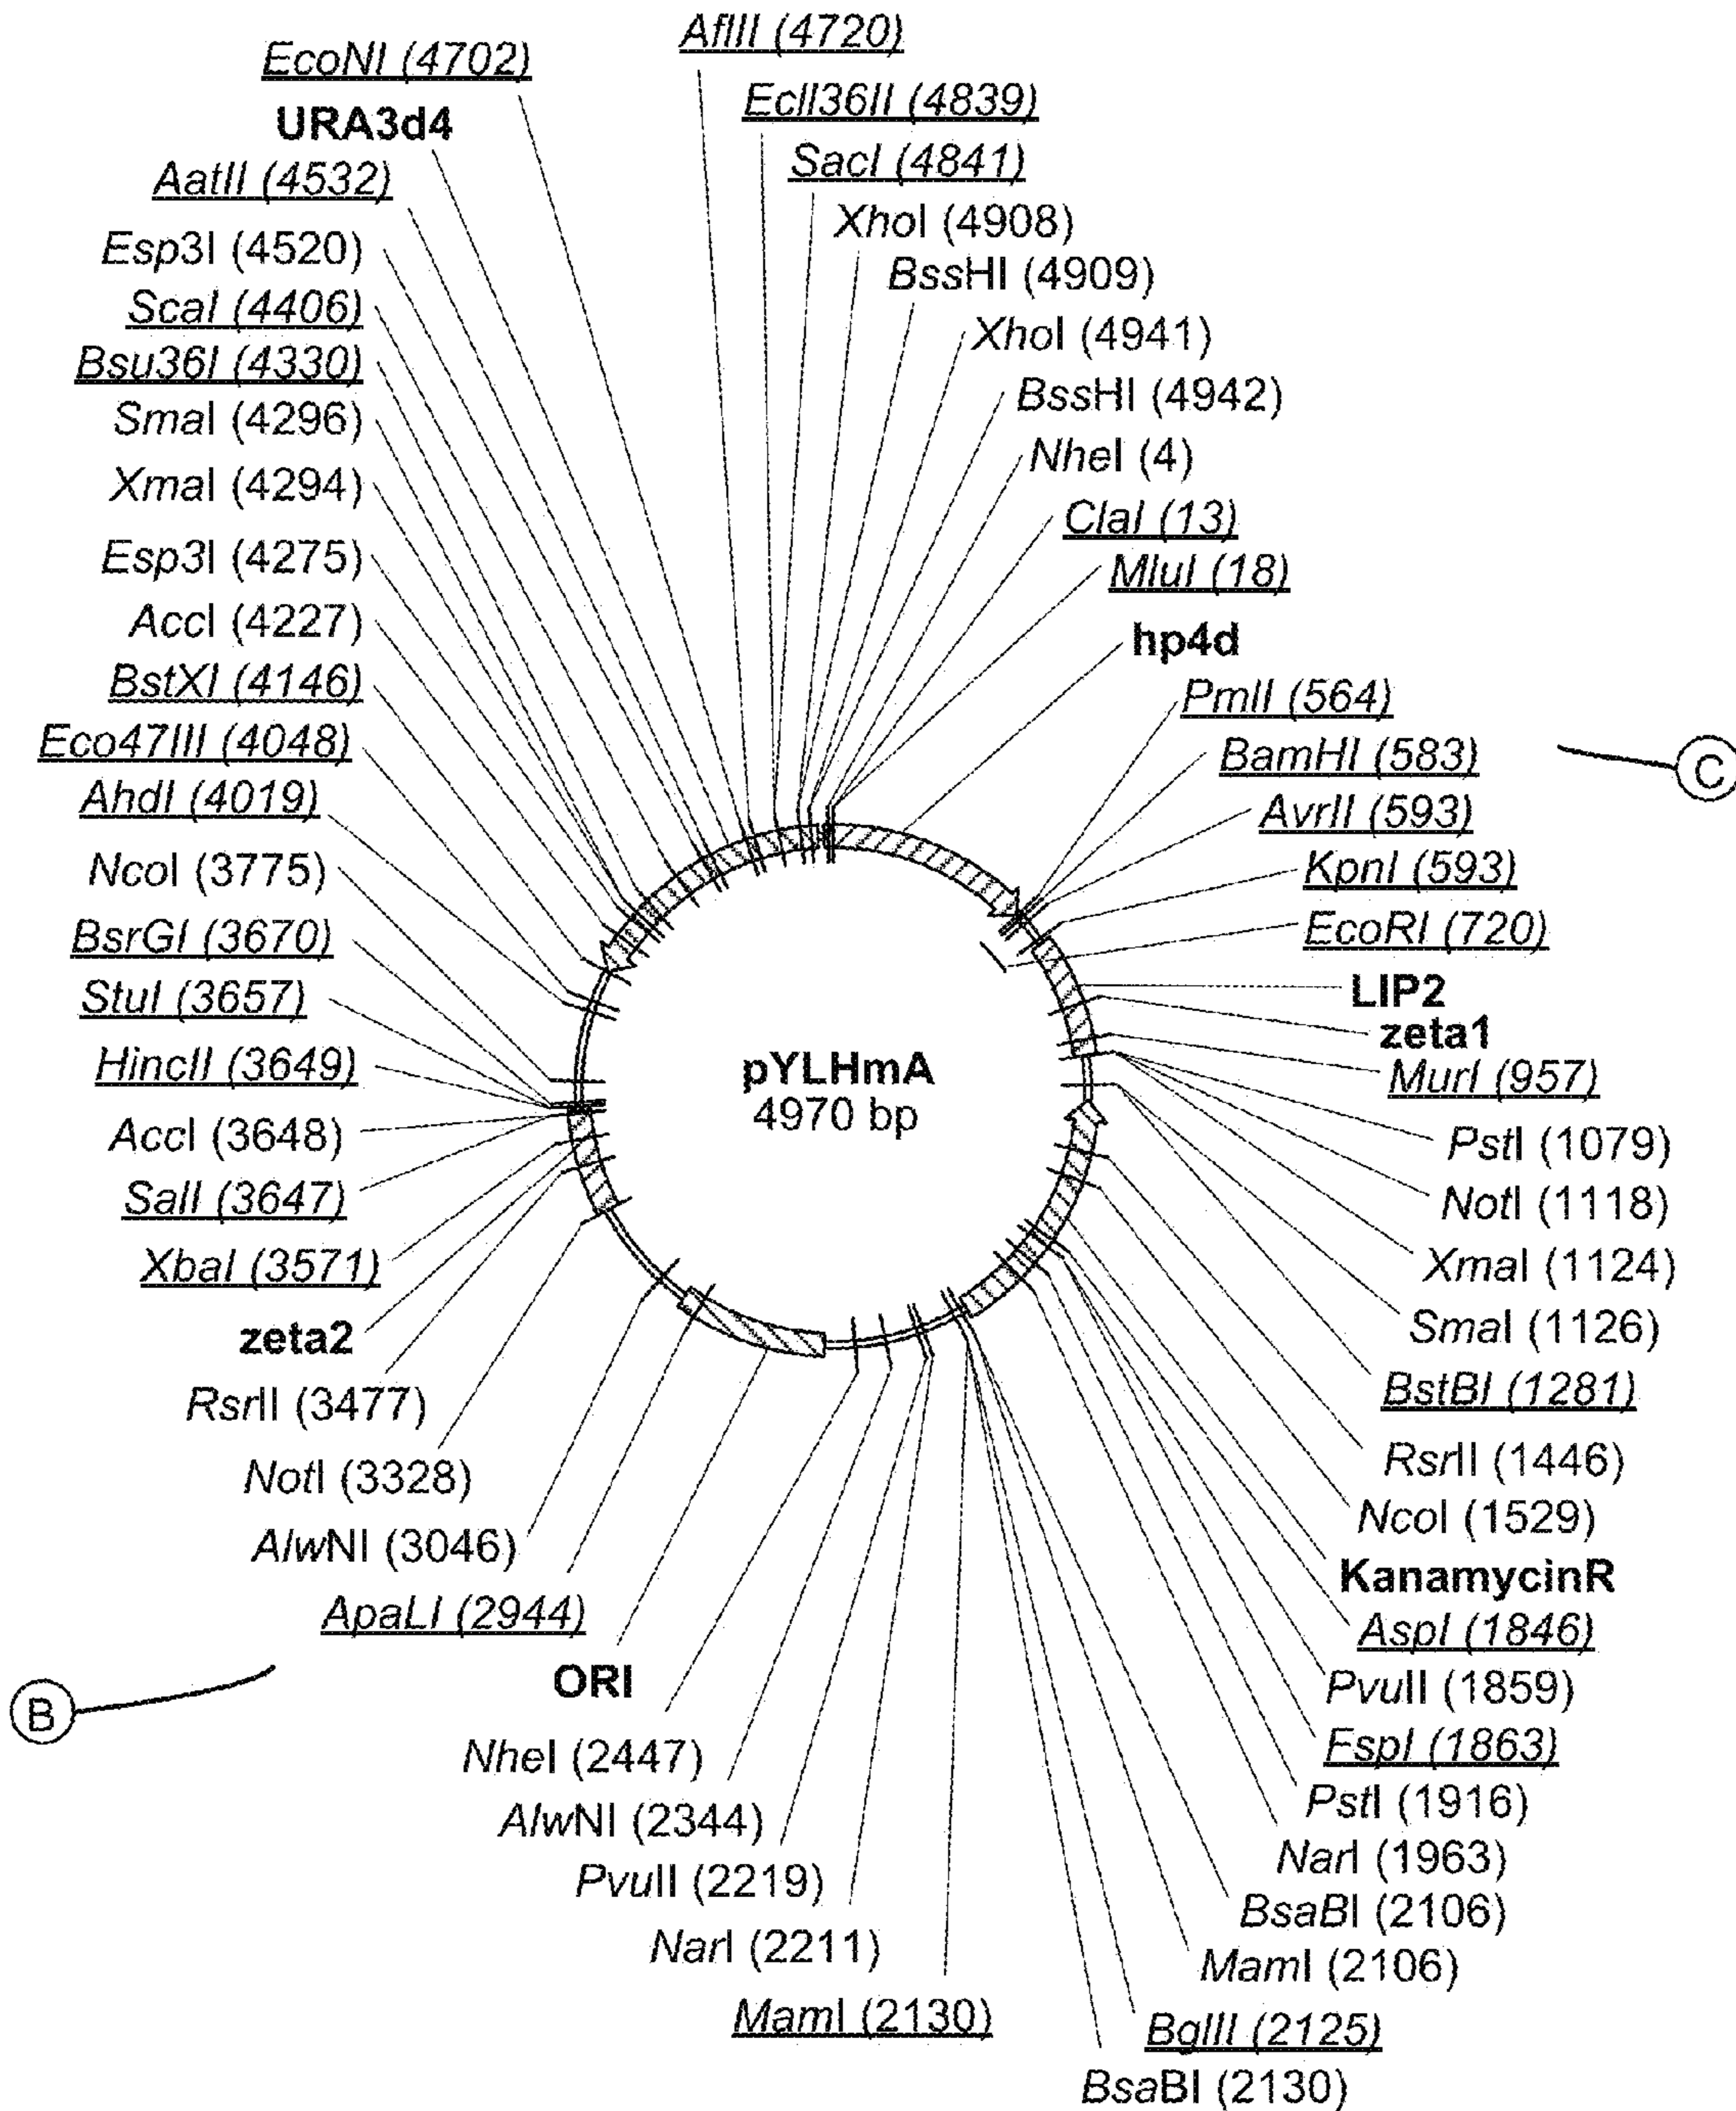 EcoNI (4702)
URA3d4
AatII (4532)
Esp3I (4520)
ScaI (4406)
Bsu36I (4330)
SmaI (4296)
XmaI (4294)
Esp3I (4275)
AccI (4227)
BstXI (4146)
Eco47III (4048)
AhdI (4019)
NcoI (3775)
BsrGI (3670)
StuI (3657)
HincII (3649)
AccI (3648)
SalI (3647)
XbaI (3571)
zeta2
RsrII (3477)
NotI (3328)
AlwNI (3046)
ApaLI (2944)
ORI
NheI (2447)
AlwNI (2344)
PvuII (2219)
NarI (2211)
MamI (2130)
AflII (4720)
EclI36II (4839)
SacI (4841)
XhoI (4908)
BssHI (4909)
XhoI (4941)
BssHI (4942)
NheI (4)
ClaI (13)
MluI (18)
hp4d
PmlI (564)
BamHI (583)
AvrII (593)
KpnI (593)
EcoRI (720)
LIP2
zeta1
MurI (957)
PstI (1079)
NotI (1118)
XmaI (1124)
SmaI (1126)
BstBI (1281)
RsrII (1446)
NcoI (1529)
KanamycinR
AspI (1846)
PvuII (1859)
FspI (1863)
PstI (1916)
NarI (1963)
BsaBI (2106)
MamI (2106)
BglII (2125)
BsaBI (2130)
pYLHmA
4970 bp
B
C